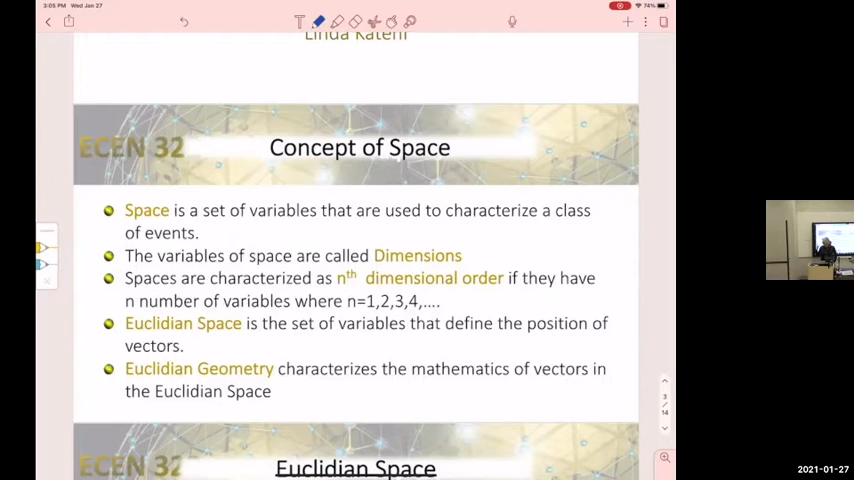 3:05 PM Wed Jan 27
74%
Linda Katehi
ECEN 32
Concept of Space
Space is a set of variables that are used to characterize a class
of events.
The variables of space are called Dimensions
Spaces are characterized as nth dimensional order if they have
n number of variables where n=1,2,3,4,….
Euclidian Space is the set of variables that define the position of
vectors.
Euclidian Geometry characterizes the mathematics of vectors in
the Euclidian Space
3
/
14
ECEN 32
Euclidian Space
2021-01-27